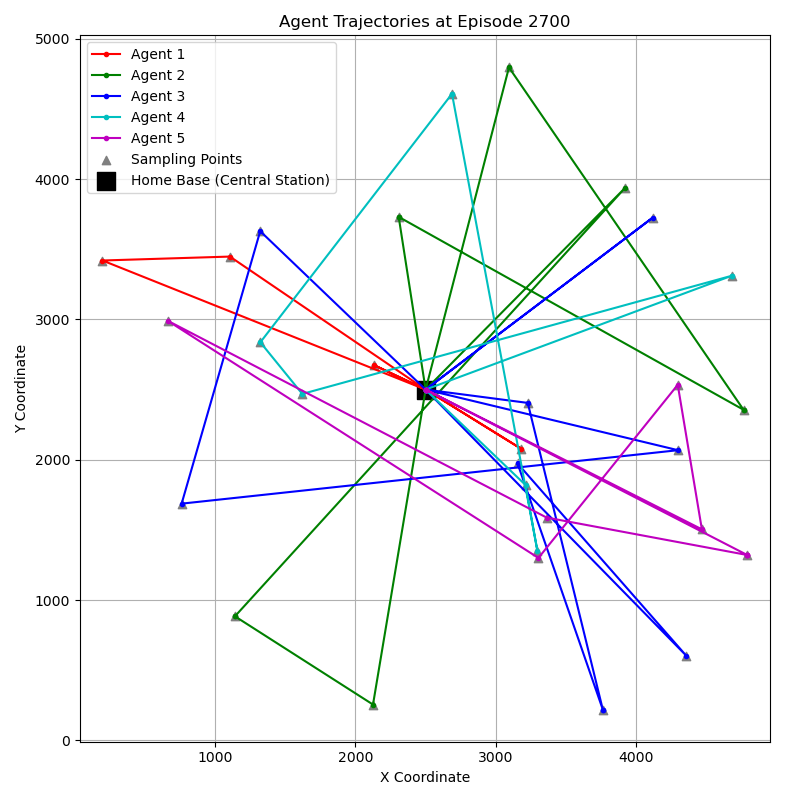 Agent Trajectories at Episode 2700
Agent 1
Agent 2
Agent 3
Agent 4
Agent 5
Sampling Points
Home Base (Central Station)
Y Coordinate
5000
4000
3000
2000
1000
0
1000 2000 3000 4000
X Coordinate